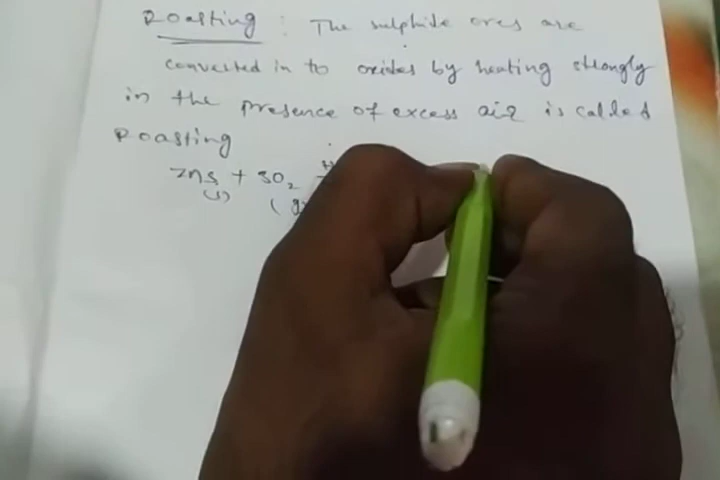 Roasting : The sulphide ores are
converted in to oxides by heating strongly
in the presence of excess air is called
Roasting
ZnS + 3O2
(s) (g